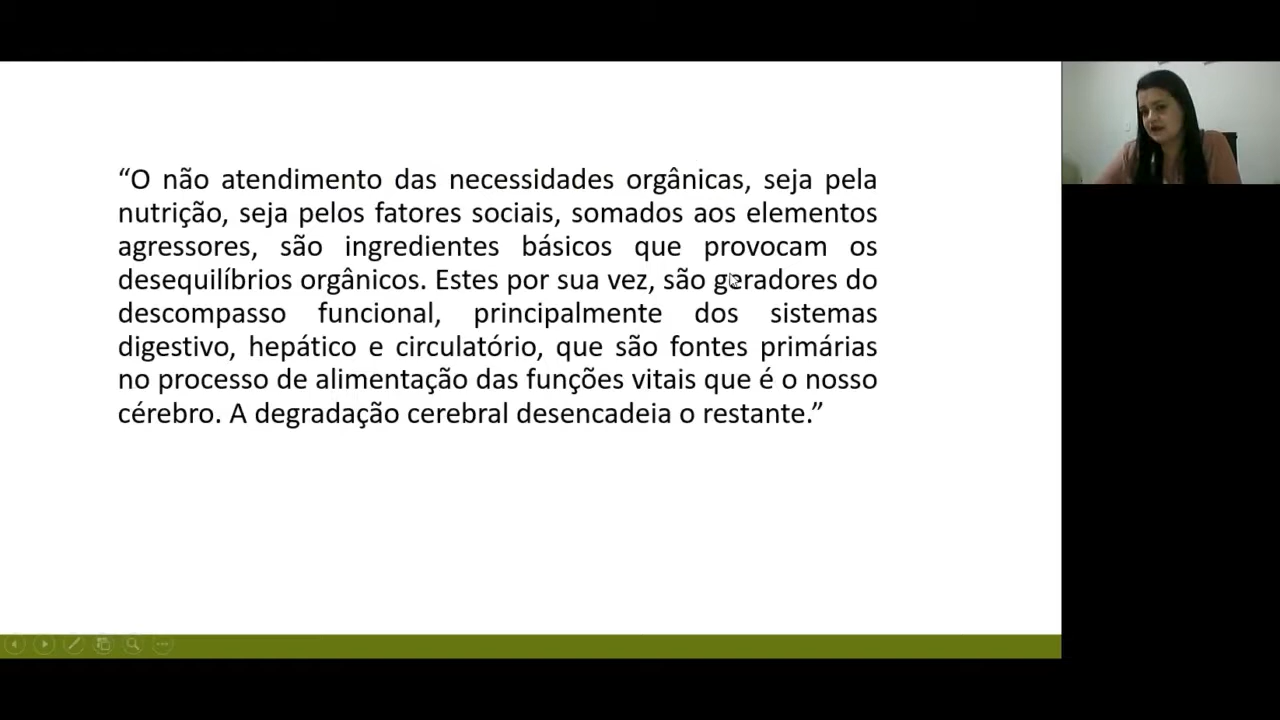 “O não atendimento das necessidades orgânicas, seja pela
nutrição, seja pelos fatores sociais, somados aos elementos
agressores, são ingredientes básicos que provocam os
desequilíbrios orgânicos. Estes por sua vez, são geradores do
descompasso funcional, principalmente dos sistemas
digestivo, hepático e circulatório, que são fontes primárias
no processo de alimentação das funções vitais que é o nosso
cérebro. A degradação cerebral desencadeia o restante.”